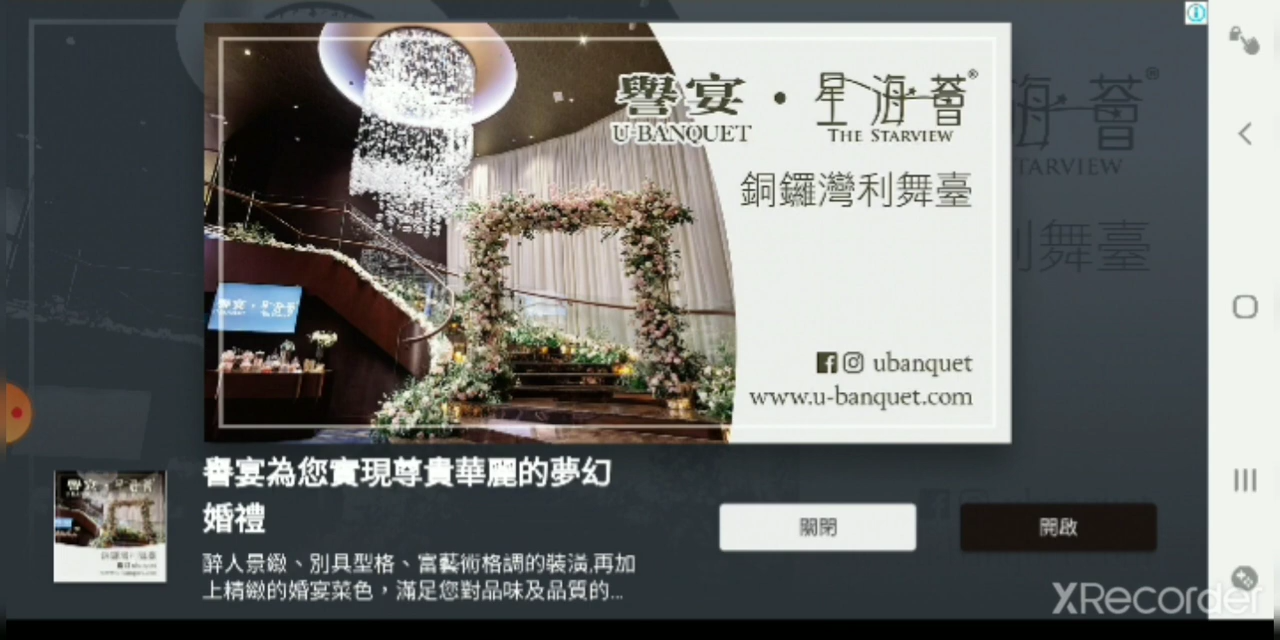 譽宴 • 星海薈®
U-BANQUET THE STARVIEW
銅鑼灣利舞臺
ubanquet
www.u-banquet.com
譽宴為您實現尊貴華麗的夢幻
婚禮
醉人景緻、別具型格、富藝術格調的裝潢,再加
上精緻的婚宴菜色，滿足您對品味及品質的...
關閉
開啟
XRecorder